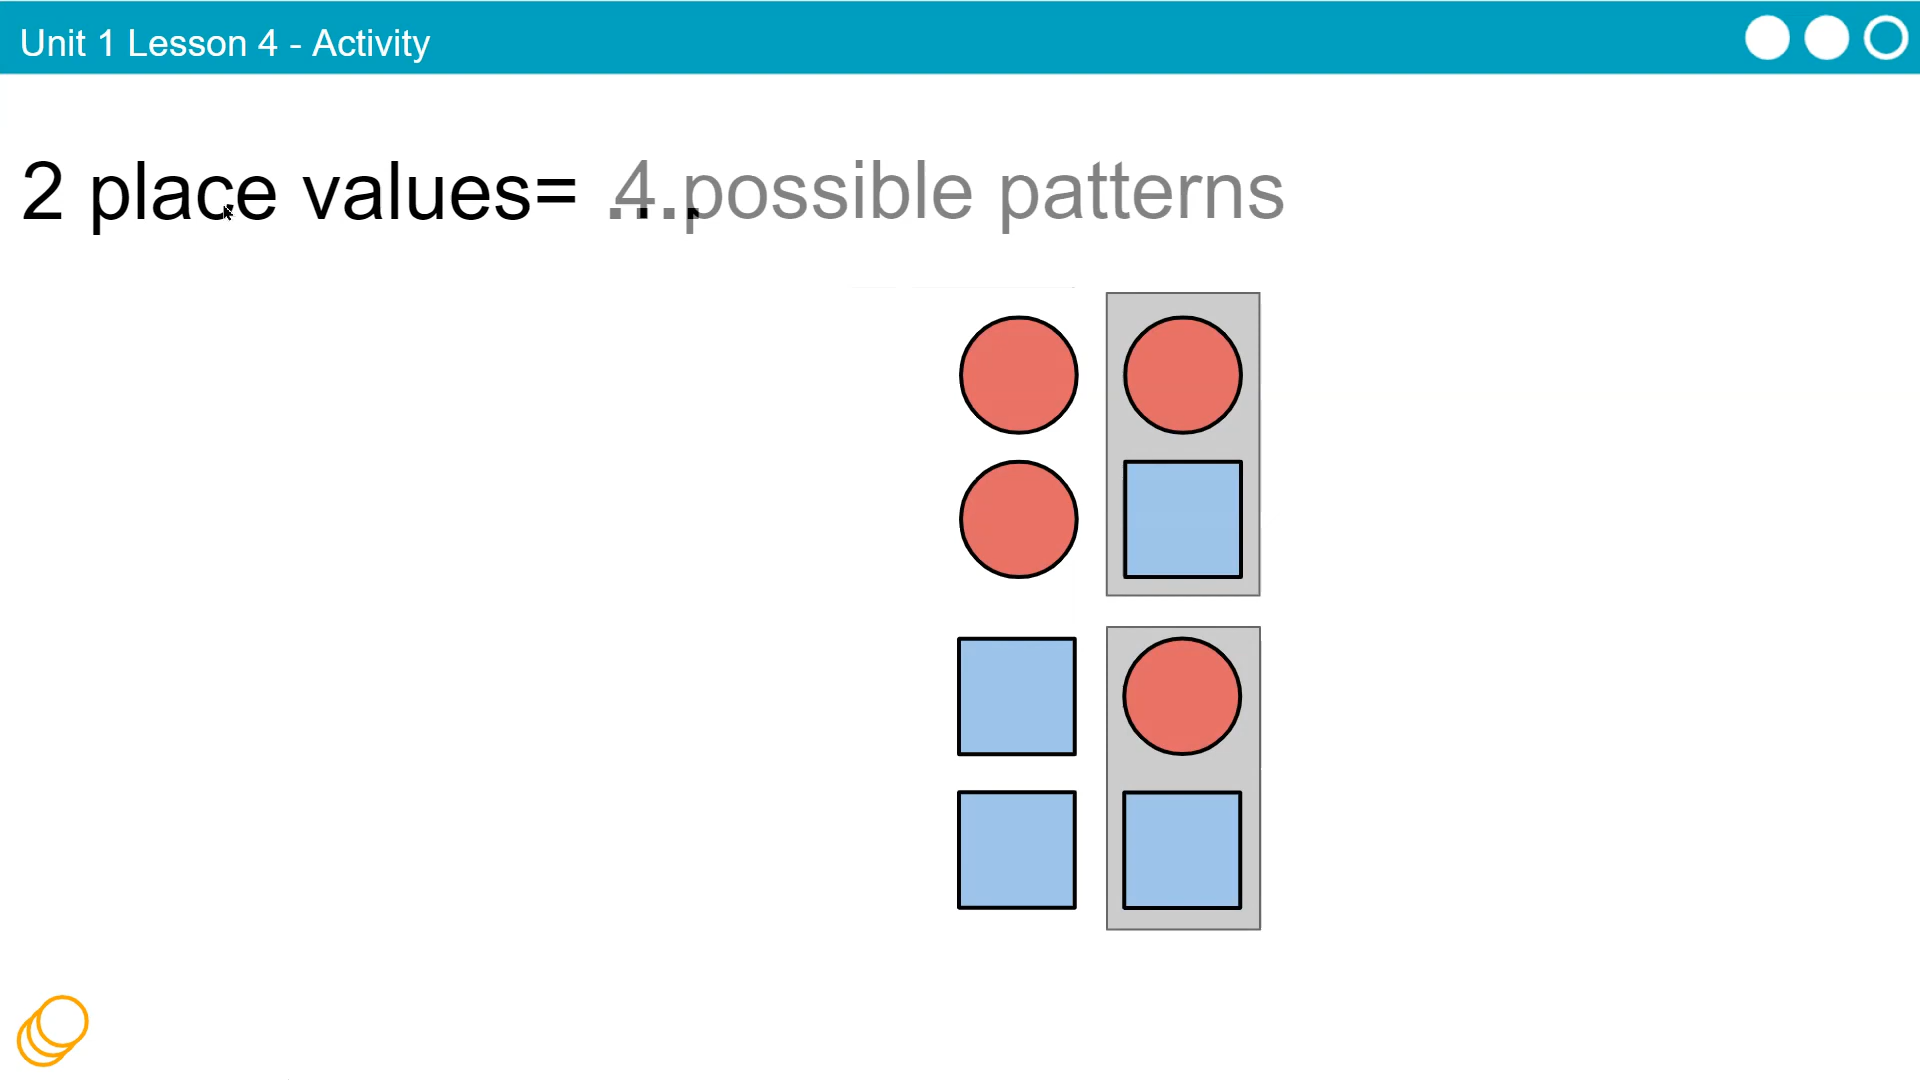 Unit 1 Lesson 4 - Activity
2 place values= 4 possible patterns